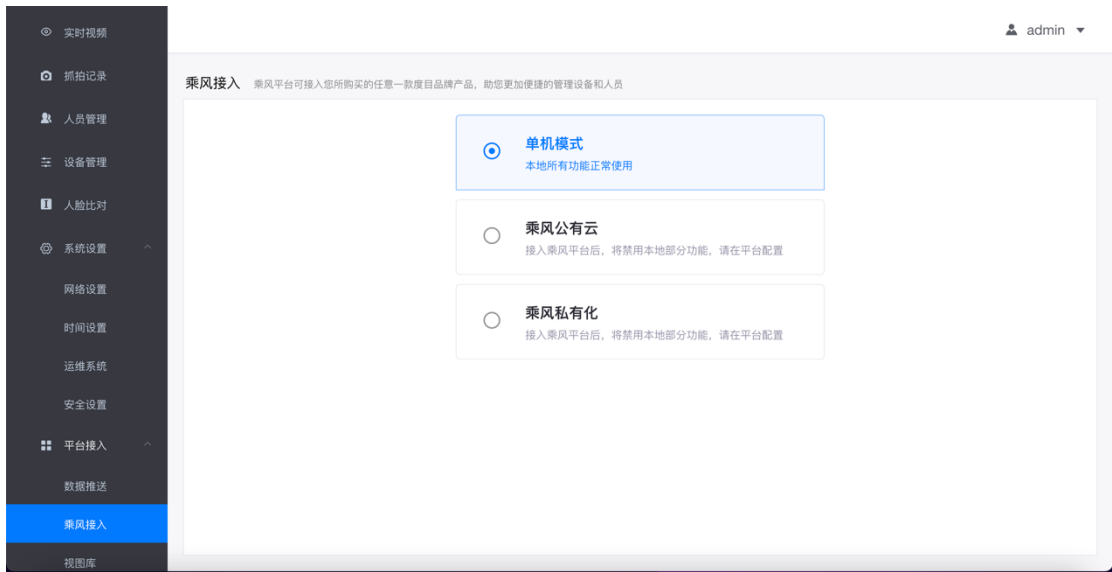 实时视频
抓拍记录
人员管理
设备管理
人脸比对
系统设置
网络设置
时间设置
运维系统
安全设置
平台接入
数据推送
乘风接入
视图库
admin
乘风接入 乘风平台可接入您所购买的任意一款度目品牌产品，助您更加便捷的管理设备和人员
单机模式
本地所有功能正常使用
乘风公有云
接入乘风平台后，将禁用本地部分功能，请在平台配置
乘风私有化
接入乘风平台后，将禁用本地部分功能，请在平台配置